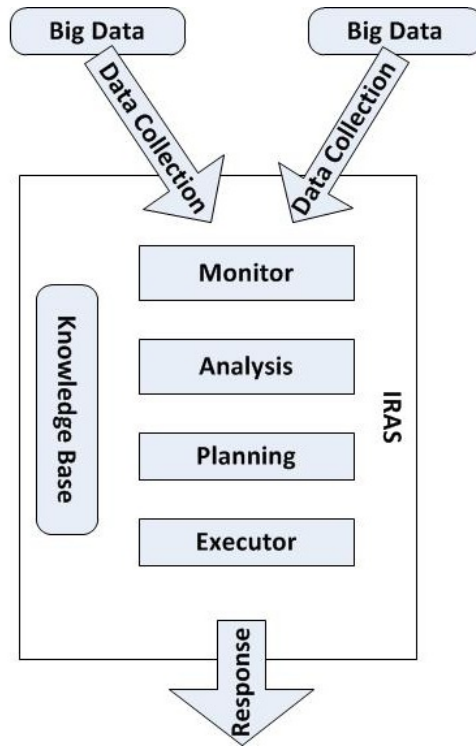 Big Data
Big Data
Data Collection
Data Collection
Monitor
Knowledge Base
Analysis
IRAS
Planning
Executor
Response